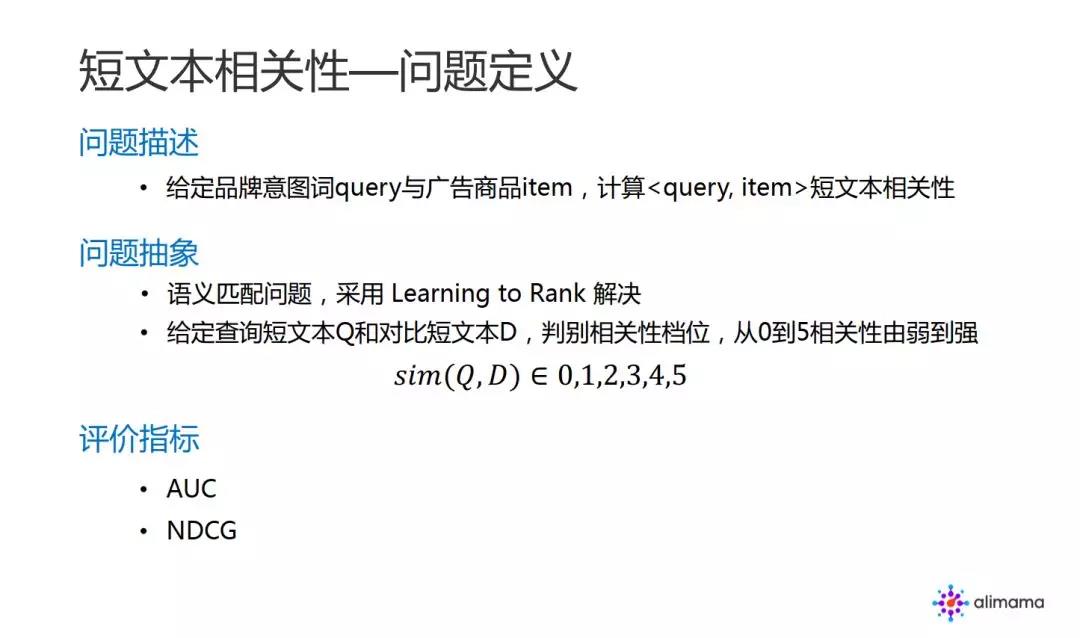 短文本相关性—问题定义
问题描述
• 给定品牌意图词query与广告商品item，计算<query, item>短文本相关性
问题抽象
• 语义匹配问题，采用 Learning to Rank 解决
• 给定查询短文本Q和对比短文本D，判别相关性档位，从0到5相关性由弱到强
sim(Q, D) ∈ 0,1,2,3,4,5
评价指标
• AUC
• NDCG
alimama